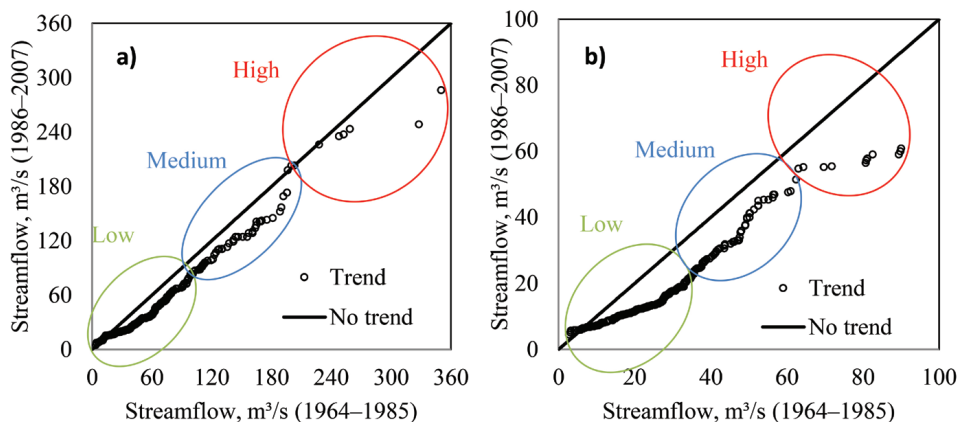 a)
Streamflow, m³/s (1986–2007)
360
300
240
180
120
60
0
High
Medium
Low
Trend
No trend
0 60 120 180 240 300 360
Streamflow, m³/s (1964–1985)
b)
Streamflow, m³/s (1986–2007)
100
80
60
40
20
0
High
Medium
Low
Trend
No trend
0 20 40 60 80 100
Streamflow, m³/s (1964–1985)